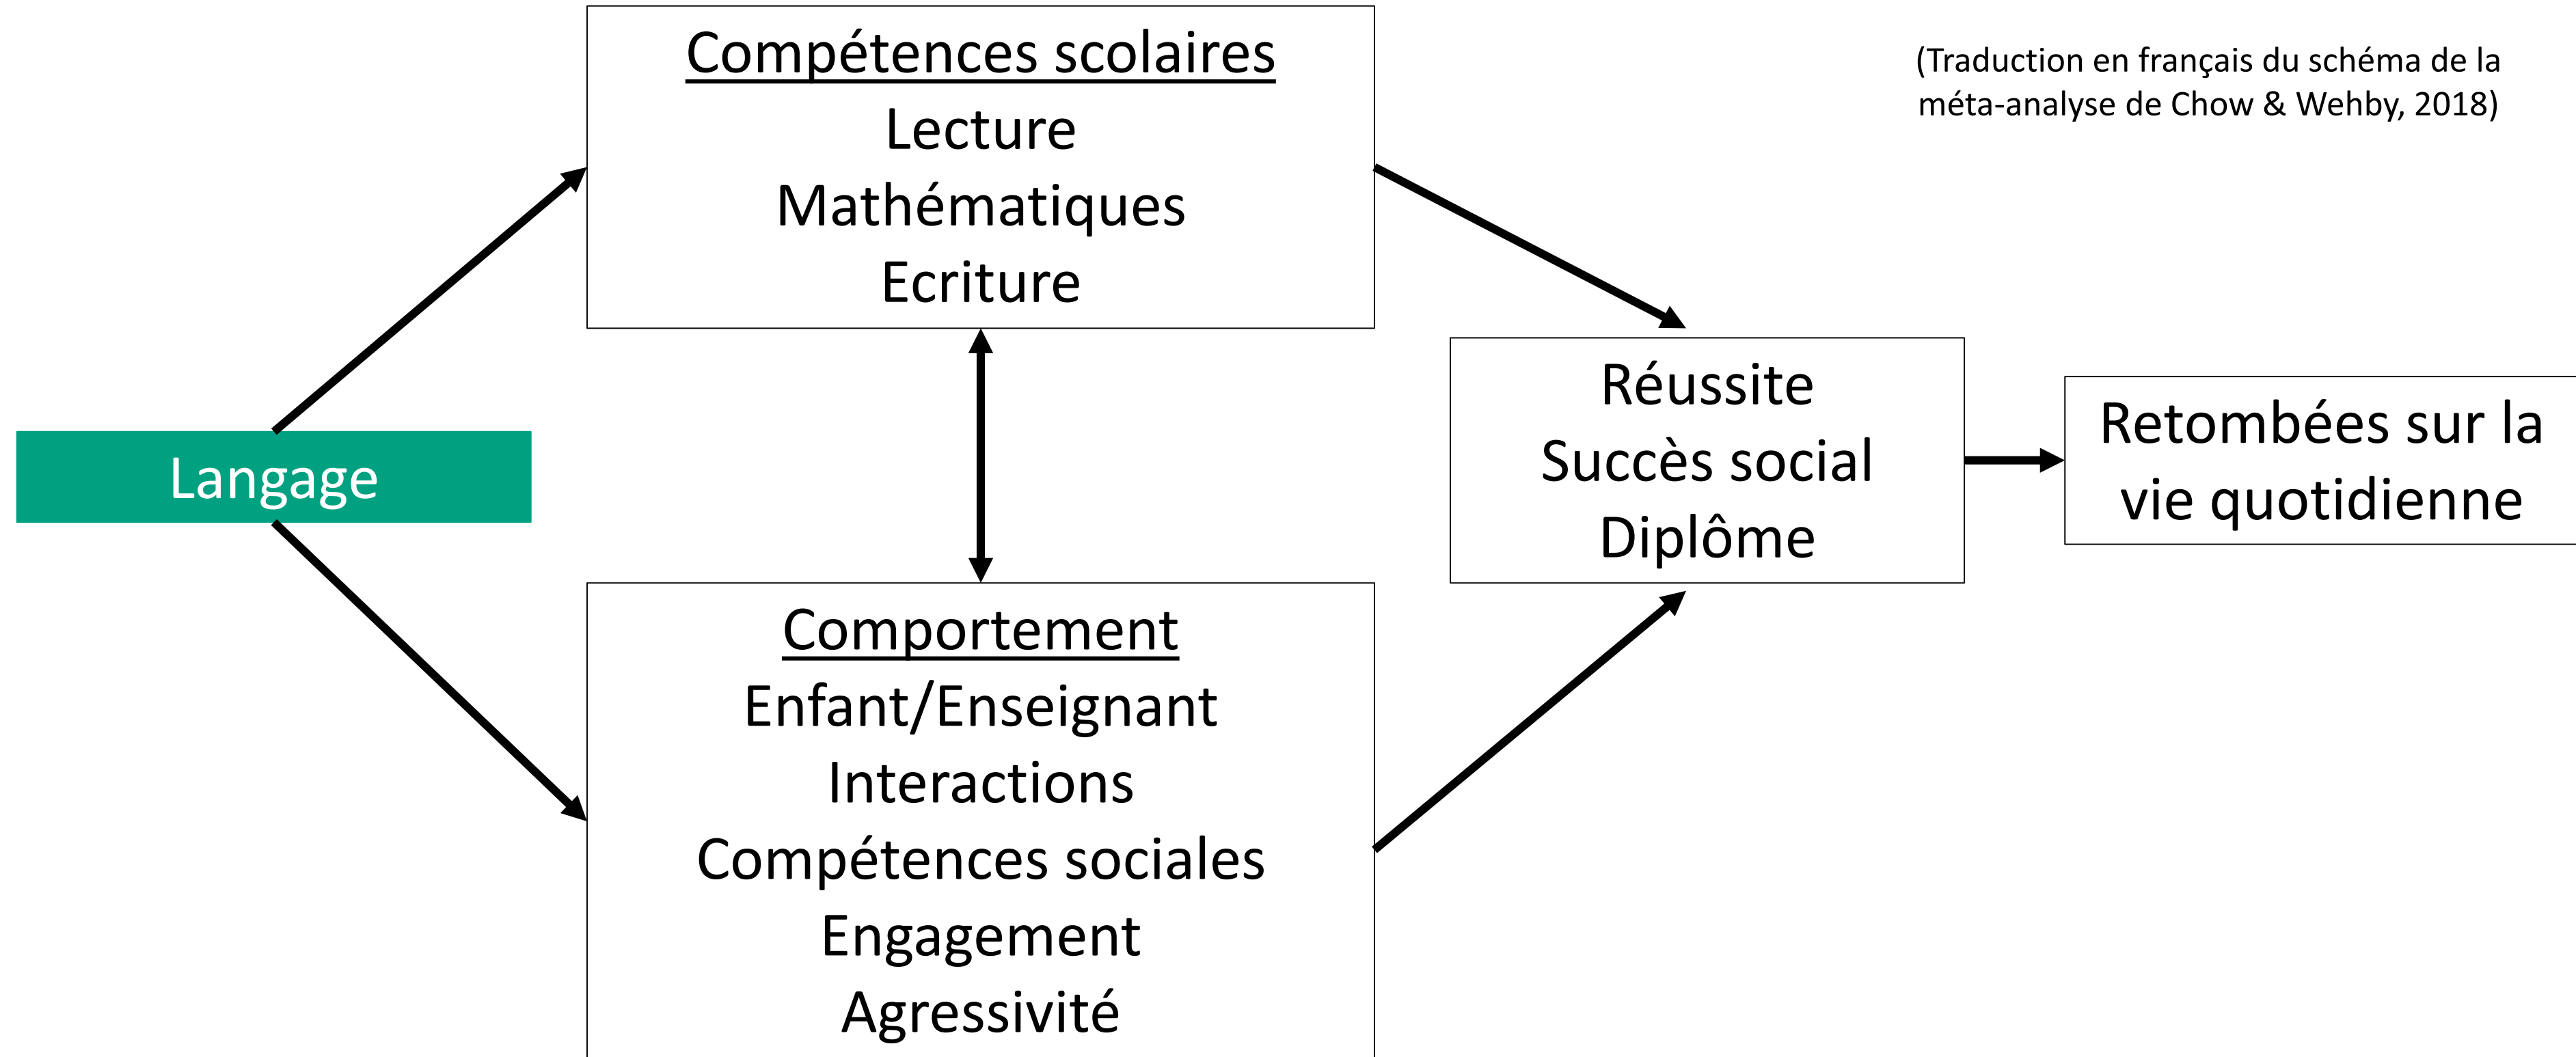 Compétences scolaires
Lecture
Mathématiques
Ecriture
(Traduction en français du schéma de la
méta-analyse de Chow & Wehby, 2018)
Langage
Réussite
Succès social
Diplôme
Retombées sur la
vie quotidienne
Comportement
Enfant/Enseignant
Interactions
Compétences sociales
Engagement
Agressivité